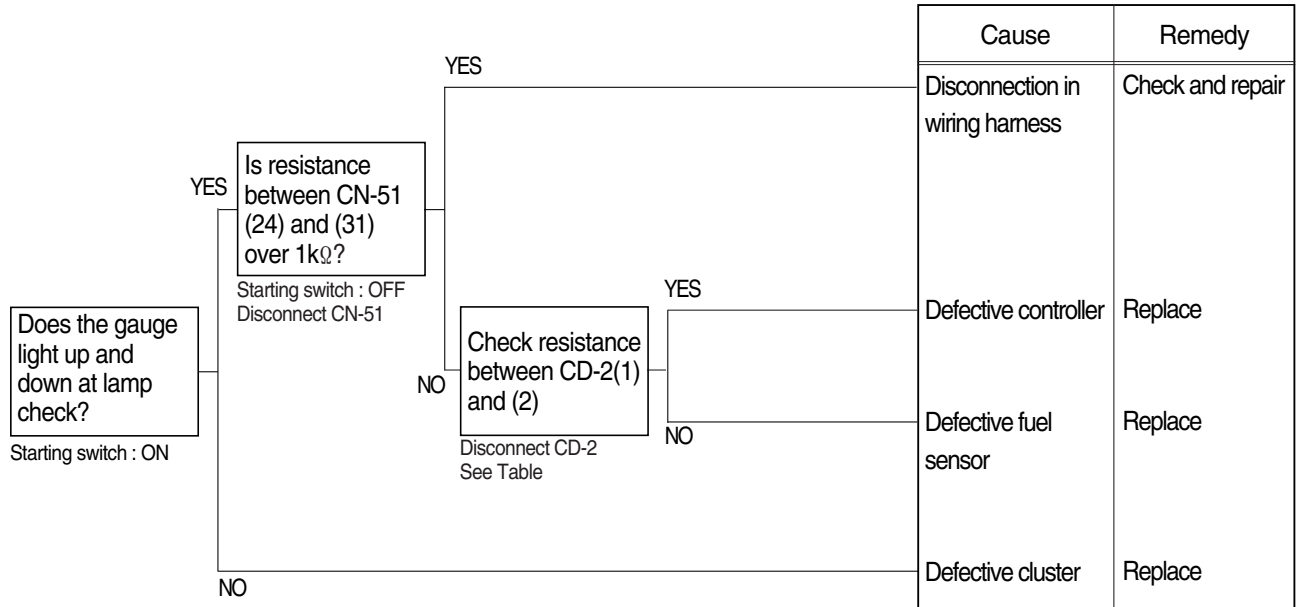 Cause
Remedy
YES
Disconnection in
wiring harness
Check and repair
YES
Is resistance
between CN-51
(24) and (31)
over 1kΩ?
Starting switch : OFF
Disconnect CN-51
YES
Defective controller
Replace
Does the gauge
light up and
down at lamp
check?
Starting switch : ON
NO
Check resistance
between CD-2(1)
and (2)
Disconnect CD-2
See Table
NO
Defective fuel
sensor
Replace
NO
Defective cluster
Replace